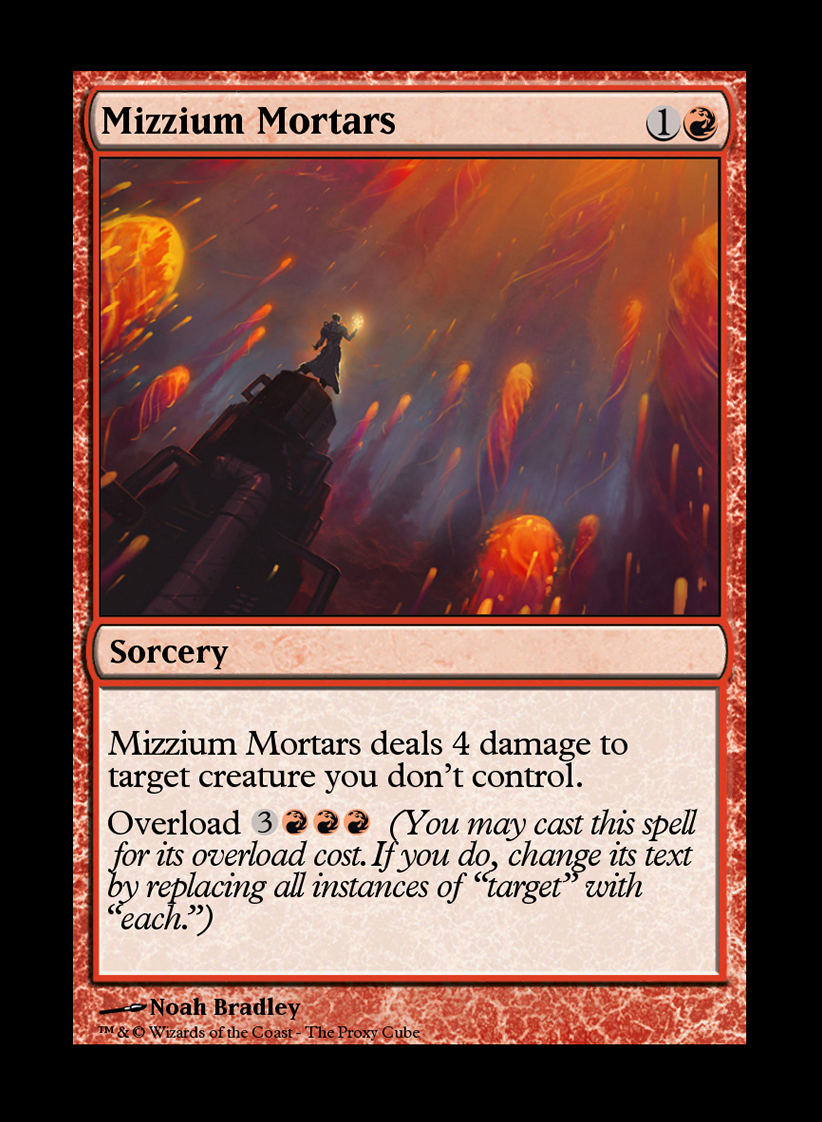 Mizzium Mortars 1
Sorcery
Mizzium Mortars deals 4 damage to
target creature you don't control.
Overload 3 (You may cast this spell
for its overload cost. If you do, change its text
by replacing all instances of “target” with
“each.”)
Noah Bradley
™ & © Wizards of the Coast - The Proxy Cube